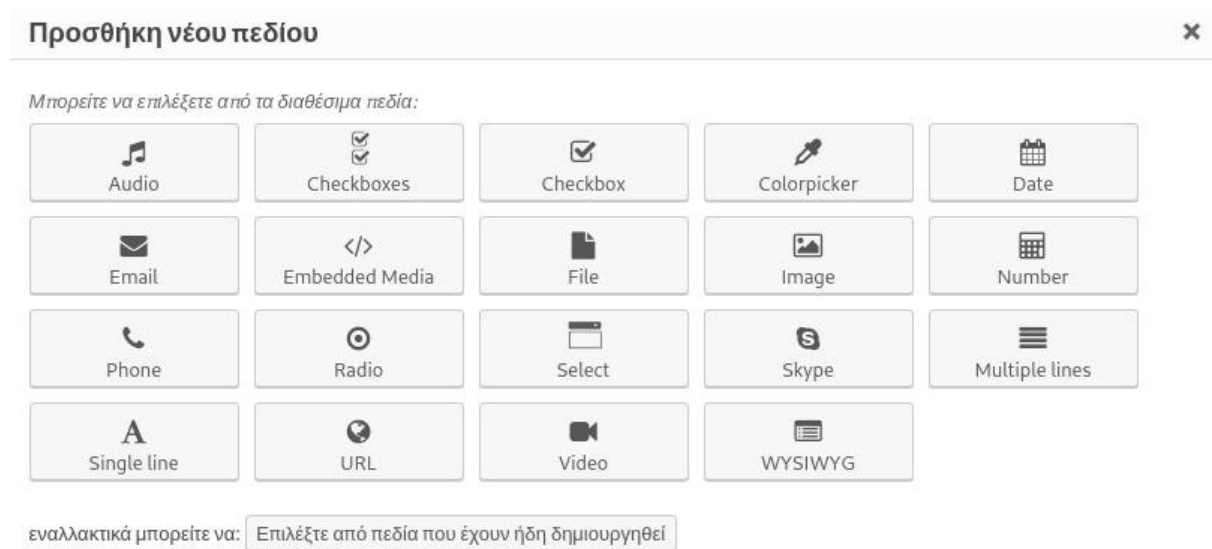 Προσθήκη νέου πεδίου
Μπορείτε να επιλέξετε από τα διαθέσιμα πεδία:
Audio Checkboxes Checkbox Colorpicker Date
Email Embedded Media File Image Number
Phone Radio Select Skype Multiple lines
Single line URL Video WYSIWYG
εναλλακτικά μπορείτε να: Επιλέξτε από πεδία που έχουν ήδη δημιουργηθεί